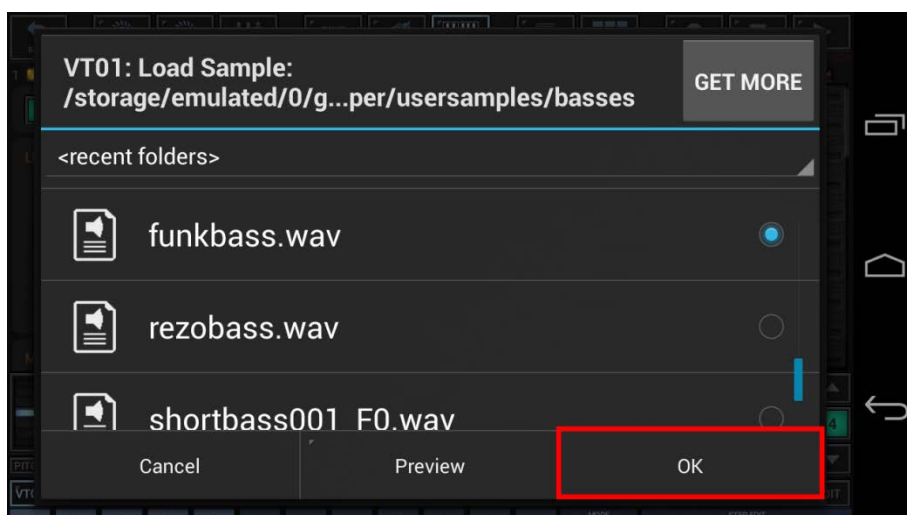 VT01: Load Sample:
/storage/emulated/0/g...per/usersamples/basses
GET MORE
<recent folders>
funkbass.wav
rezobass.wav
shortbass001_F0.wav
Cancel
Preview
OK
4